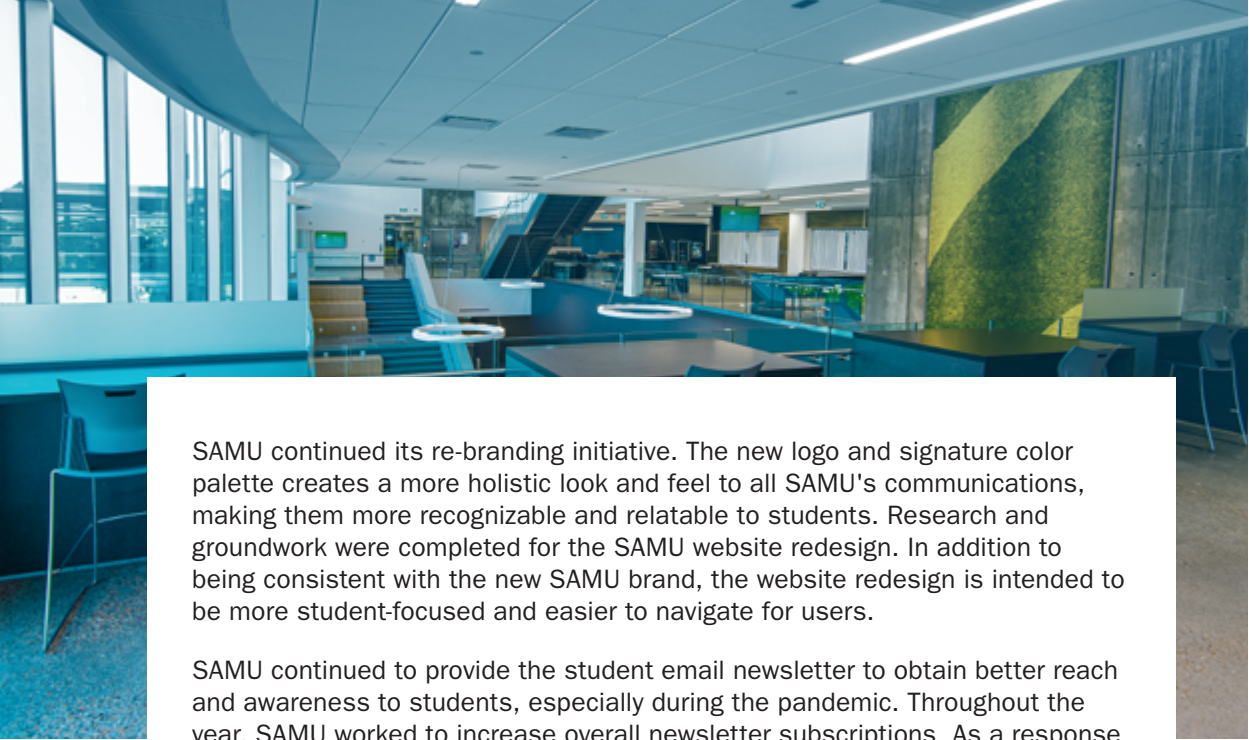 SAMU continued its re-branding initiative. The new logo and signature color
palette creates a more holistic look and feel to all SAMU's communications,
making them more recognizable and relatable to students. Research and
groundwork were completed for the SAMU website redesign. In addition to
being consistent with the new SAMU brand, the website redesign is intended to
be more student-focused and easier to navigate for users.
SAMU continued to provide the student email newsletter to obtain better reach
and awareness to students, especially during the pandemic. Throughout the
year, SAMU worked to increase overall newsletter subscriptions. As a response